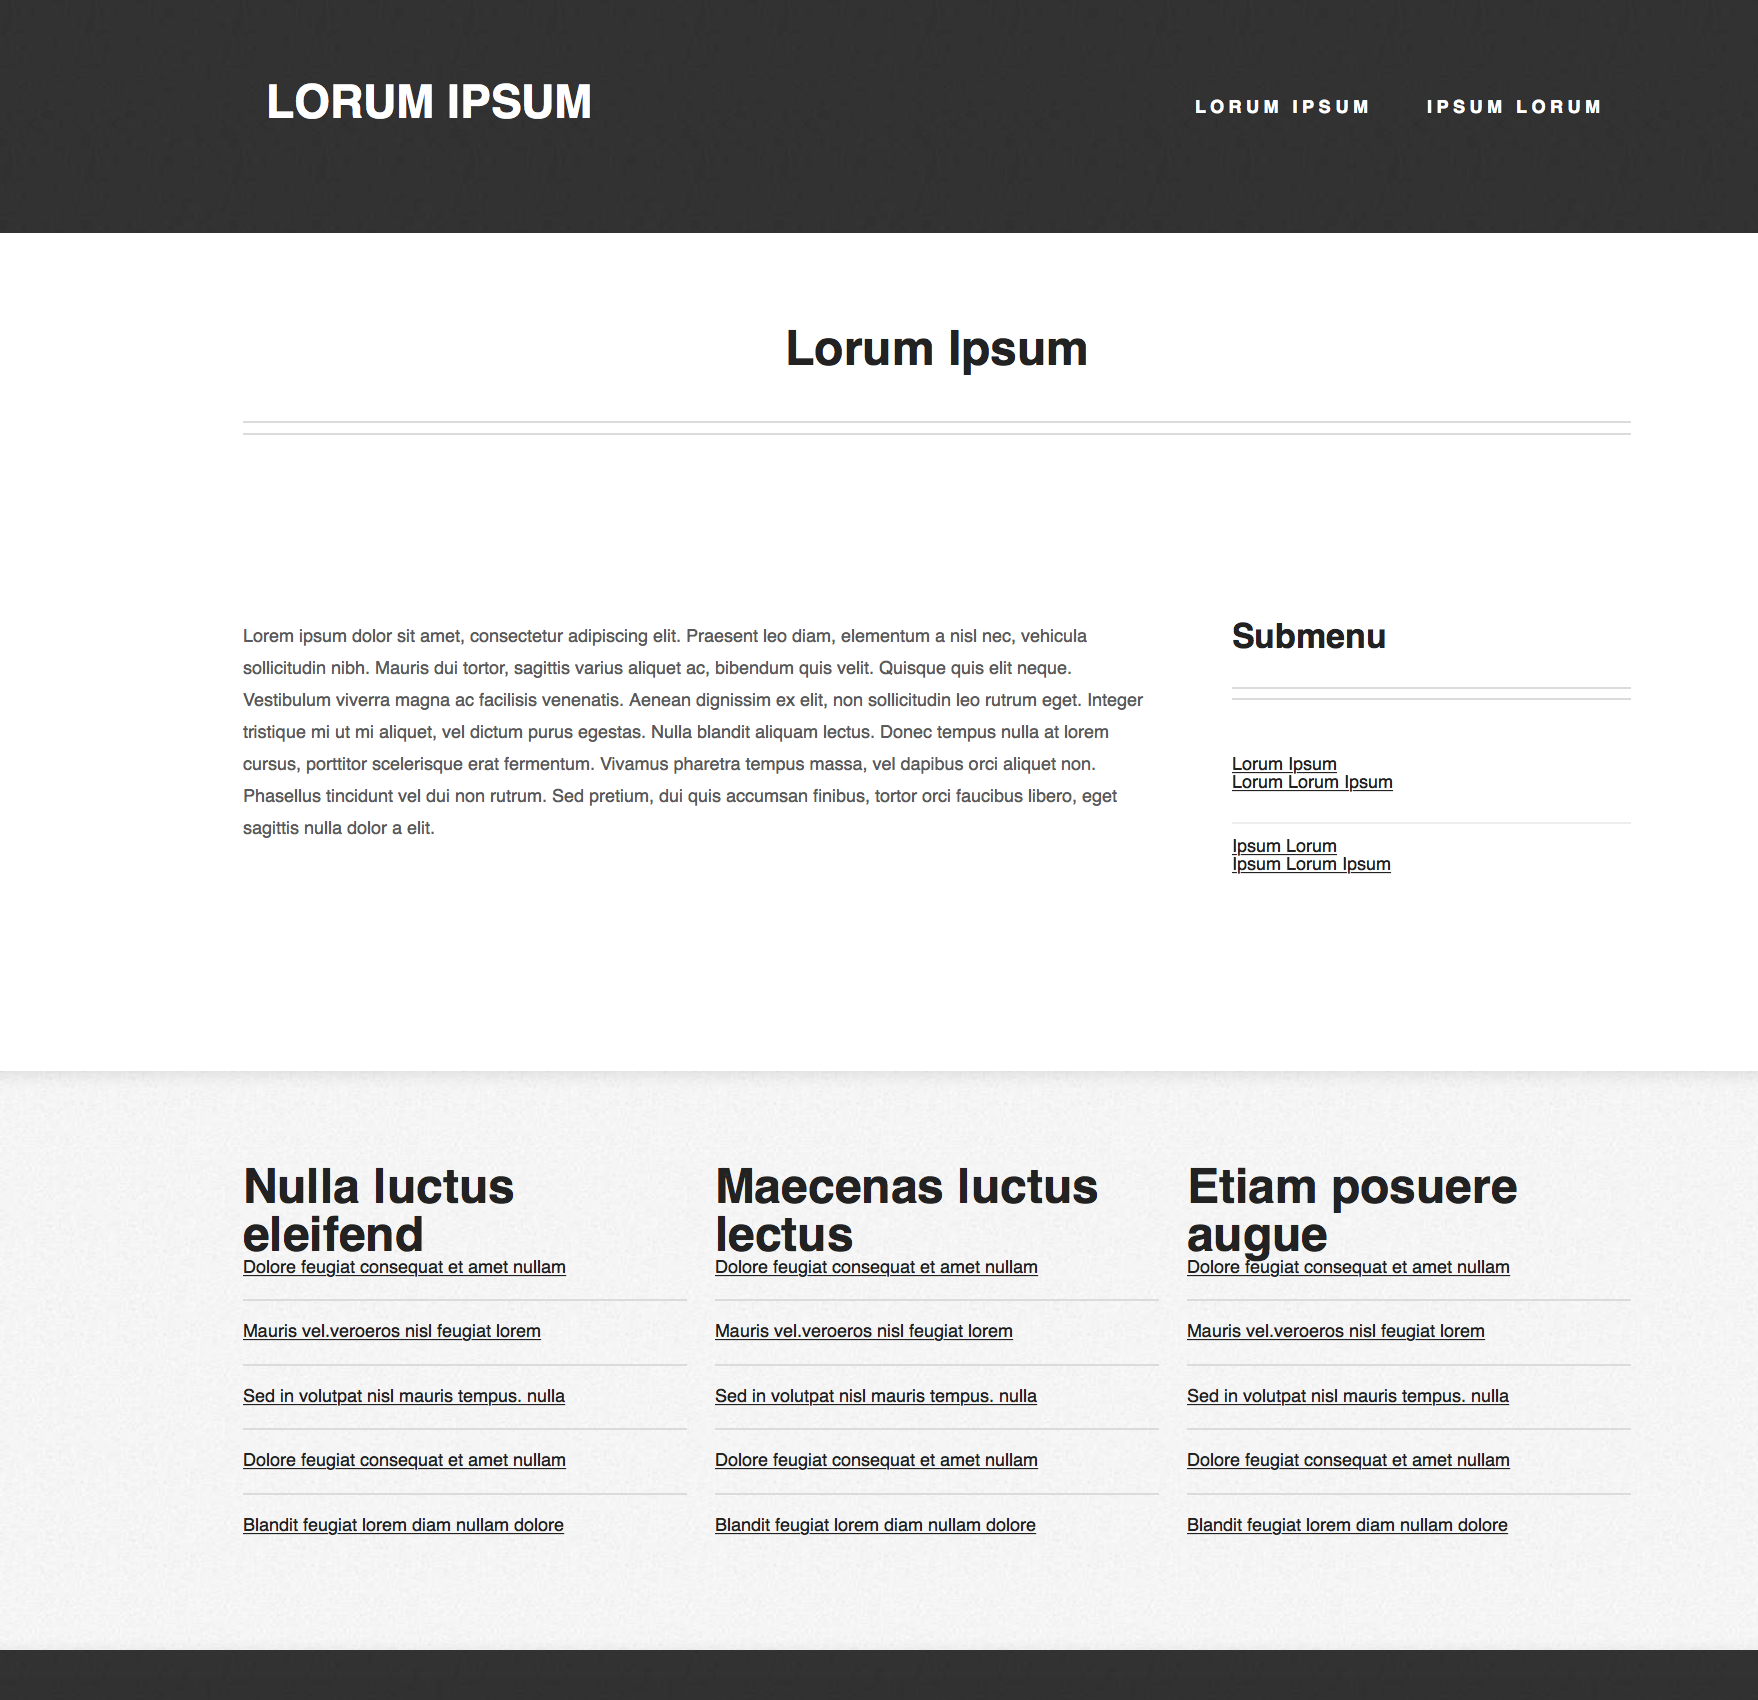 LORUM IPSUM
LORUM IPSUM
IPSUM LORUM
Lorum Ipsum
Lorem ipsum dolor sit amet, consectetur adipiscing elit. Praesent leo diam, elementum a nisl nec, vehicula
sollicitudin nibh. Mauris dui tortor, sagittis varius aliquet ac, bibendum quis velit. Quisque quis elit neque.
Vestibulum viverra magna ac facilisis venenatis. Aenean dignissim ex elit, non sollicitudin leo rutrum eget. Integer
tristique mi ut mi aliquet, vel dictum purus egestas. Nulla blandit aliquam lectus. Donec tempus nulla at lorem
cursus, porttitor scelerisque erat fermentum. Vivamus pharetra tempus massa, vel dapibus orci aliquet non.
Phasellus tincidunt vel dui non rutrum. Sed pretium, dui quis accumsan finibus, tortor orci faucibus libero, eget
sagittis nulla dolor a elit.
Submenu
Lorum Ipsum
Lorum Lorum Ipsum
Ipsum Lorum
Ipsum Lorum Ipsum
Nulla luctus
eleifend
Dolore feugiat consequat et amet nullam
Mauris vel.veroeros nisl feugiat lorem
Sed in volutpat nisl mauris tempus. nulla
Dolore feugiat consequat et amet nullam
Blandit feugiat lorem diam nullam dolore
Maecenas luctus
lectus
Dolore feugiat consequat et amet nullam
Mauris vel.veroeros nisl feugiat lorem
Sed in volutpat nisl mauris tempus. nulla
Dolore feugiat consequat et amet nullam
Blandit feugiat lorem diam nullam dolore
Etiam posuere
augue
Dolore feugiat consequat et amet nullam
Mauris vel.veroeros nisl feugiat lorem
Sed in volutpat nisl mauris tempus. nulla
Dolore feugiat consequat et amet nullam
Blandit feugiat lorem diam nullam dolore